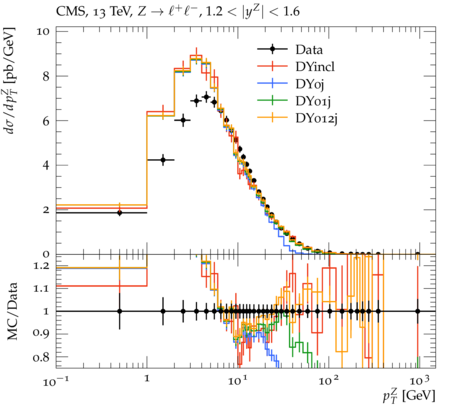 CMS, 13 TeV, Z → ℓ⁺ℓ⁻, 1.2 < |y^Z| < 1.6
dσ/dp_T^Z [pb/GeV]
10
8
6
4
2
0
Data
DYincl
DY0j
DY01j
DY012j
MC/Data
1.2
1.1
1
0.9
0.8
10⁻¹ 1 10¹ 10² 10³
p_T^Z [GeV]